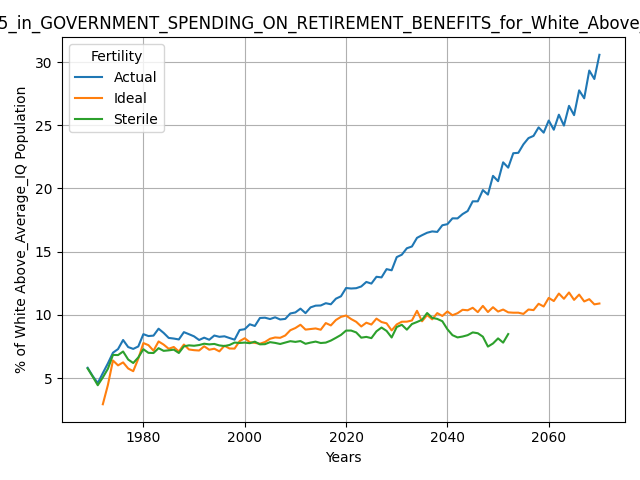 5_in_GOVERNMENT_SPENDING_ON_RETIREMENT_BENEFITS_for_White_Above_
Fertility
Actual
Ideal
Sterile
% of White Above_Average_IQ Population
30
25
20
15
10
5
1980
2000
2020
2040
2060
Years